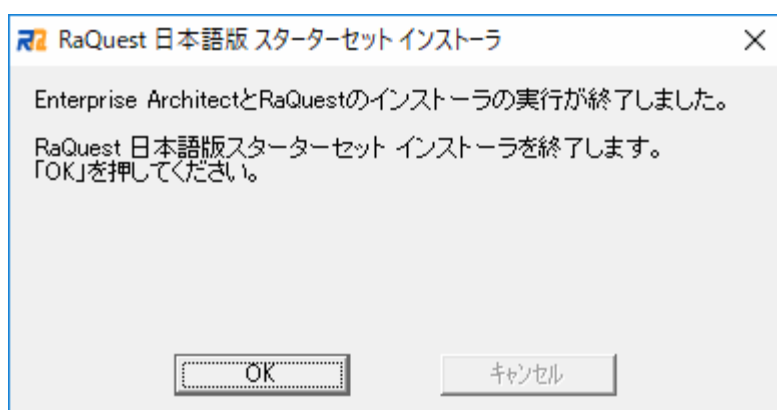 RaQuest 日本語版 スターターセット インストーラ
Enterprise ArchitectとRaQuestのインストーラの実行が終了しました。
RaQuest 日本語版スターターセット インストーラを終了します。
「OK」を押してください。
OK キャンセル